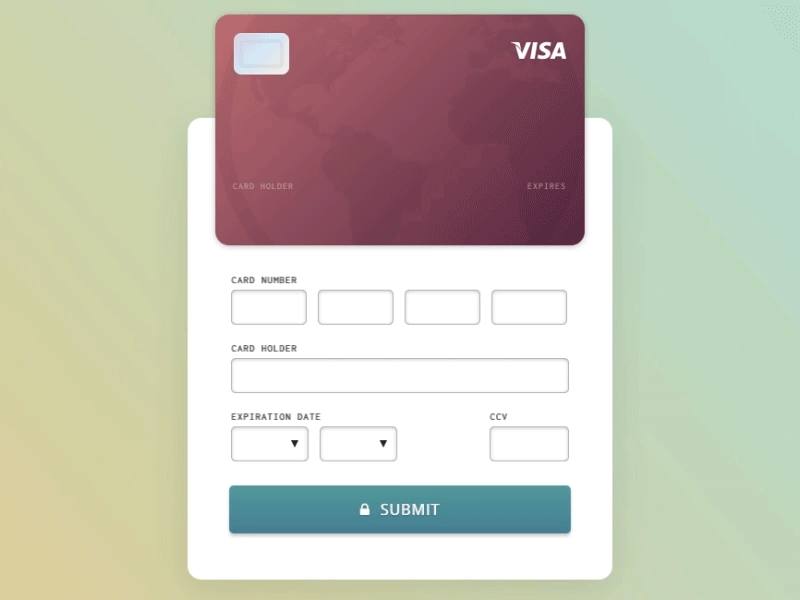 VISA
CARD HOLDER EXPIRES
CARD NUMBER
CARD HOLDER
EXPIRATION DATE CCV
SUBMIT